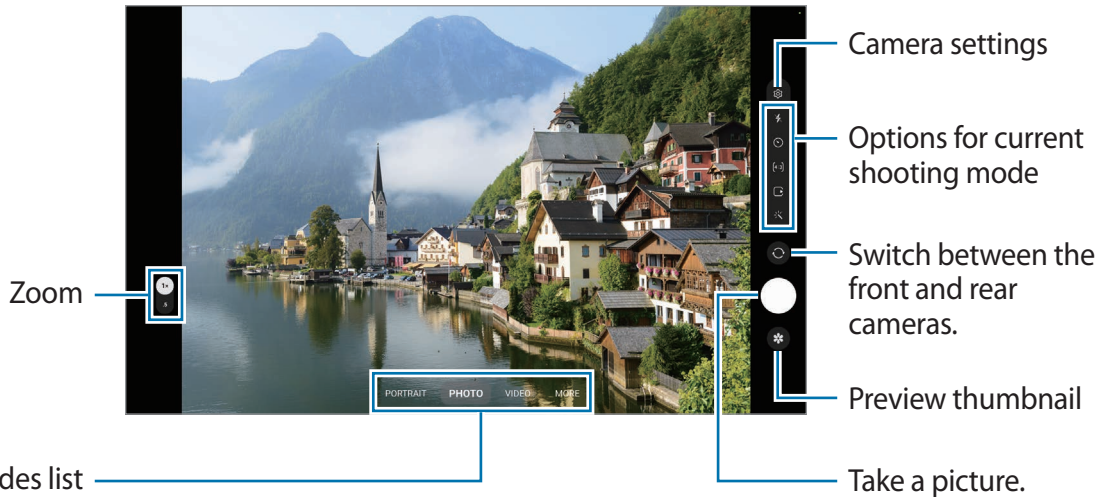 Camera settings
Options for current
shooting mode
Switch between the
front and rear
cameras.
Zoom
1x
PORTRAIT PHOTO VIDEO MORE
Preview thumbnail
des list
Take a picture.